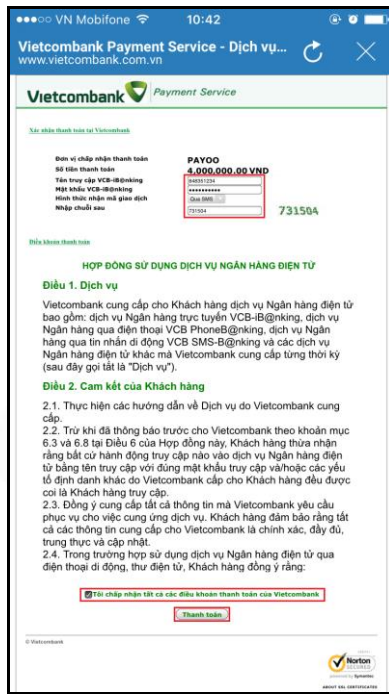 VN Mobifone 10:42
Vietcombank Payment Service - Dịch vụ...
www.vietcombank.com.vn
Vietcombank Payment Service
Xác nhận thanh toán tại Vietcombank
Đơn vị chấp nhận thanh toán PAYOO
Số tiền thanh toán 4.000.000.00 VND
Tên truy cập VCB-iB@nking
Mật khẩu VCB-iB@nking ••••••••••
Hình thức nhận mã giao dịch Qua SMS
Nhập chuỗi sau 731504 731504
Điều khoản thanh toán
HỢP ĐỒNG SỬ DỤNG DỊCH VỤ NGÂN HÀNG ĐIỆN TỬ
Điều 1. Dịch vụ
Vietcombank cung cấp cho Khách hàng dịch vụ Ngân hàng điện tử
bao gồm: dịch vụ ngân hàng trực tuyến VCB-iB@nking, dịch vụ
Ngân hàng qua điện thoại VCB PhoneB@nking, dịch vụ Ngân
hàng qua tin nhắn di động VCB SMS-B@nking và các dịch vụ
Ngân hàng điện tử khác mà Vietcombank cung cấp từng thời kỳ
(sau đây gọi tắt là "Dịch vụ").
Điều 2. Cam kết của Khách hàng
2.1. Thực hiện các hướng dẫn về Dịch vụ do Vietcombank cung
cấp.
2.2. Trừ khi đã thông báo trước cho Vietcombank theo khoản mục
6.3 và 6.8 tại Điều 6 của Hợp đồng này, Khách hàng thừa nhận
rằng bất cứ hành động truy cập nào vào dịch vụ Ngân hàng điện
tử bằng tên truy cập với đúng mật khẩu truy cập và/hoặc các yếu
tố định danh khác do Vietcombank cấp cho Khách hàng đều được
coi là Khách hàng truy cập.
2.3. Đồng ý cung cấp tất cả thông tin mà Vietcombank yêu cầu
phục vụ cho việc cung ứng dịch vụ. Khách hàng đảm bảo rằng tất
cả các thông tin cung cấp cho Vietcombank là chính xác, đầy đủ,
trung thực và cập nhật.
2.4. Trong trường hợp sử dụng dịch vụ Ngân hàng điện tử qua
điện thoại di động, thư điện tử, Khách hàng đồng ý rằng:
Tôi chấp nhận tất cả các điều khoản thanh toán của Vietcombank
Thanh toán
© Vietcombank
Norton
SECURED
powered by Symantec
ABOUT SSL CERTIFICATES